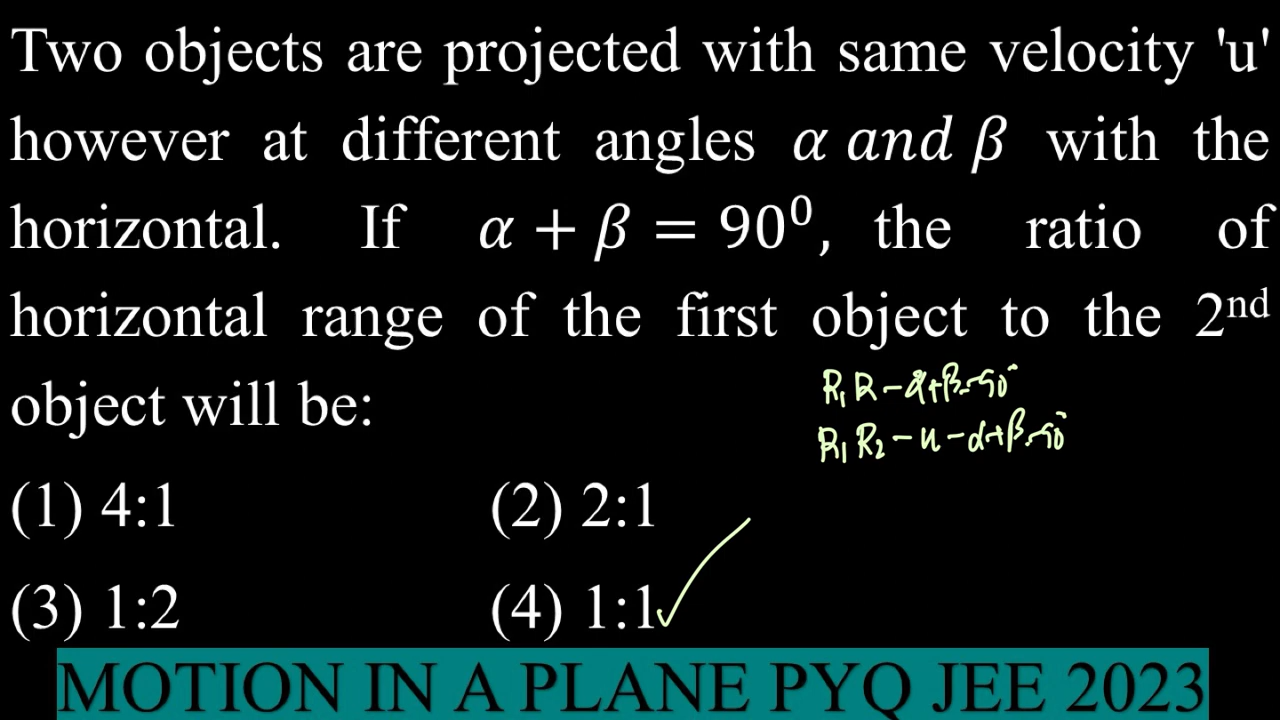 Two objects are projected with same velocity 'u'
however at different angles α and β with the
horizontal. If α + β = 90⁰, the ratio of
horizontal range of the first object to the 2ⁿᵈ
object will be:
R₁ R - α+β=90°
R₁ R₂ - u - α+β=90°
(1) 4:1 (2) 2:1
(3) 1:2 (4) 1:1
MOTION IN A PLANE PYQ JEE 2023